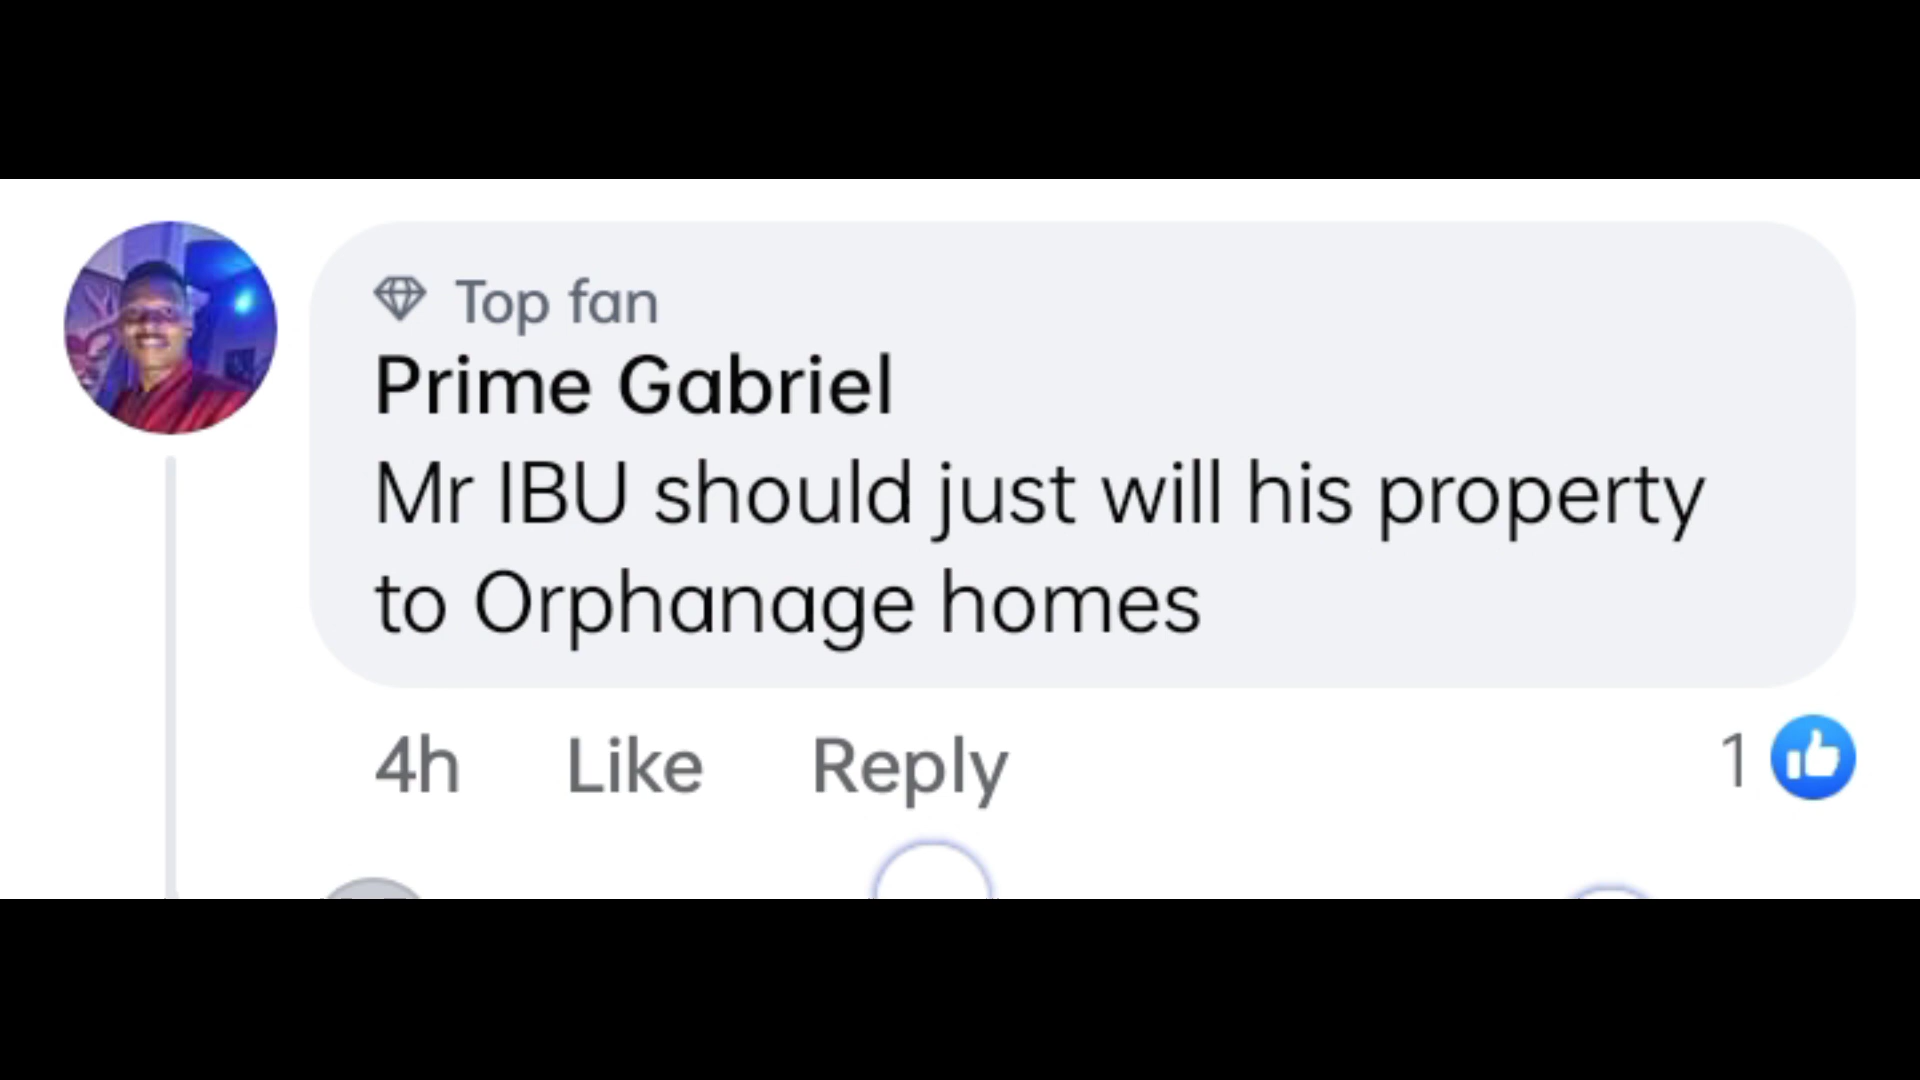 Top fan
Prime Gabriel
Mr IBU should just will his property
to Orphanage homes
4h Like Reply 1